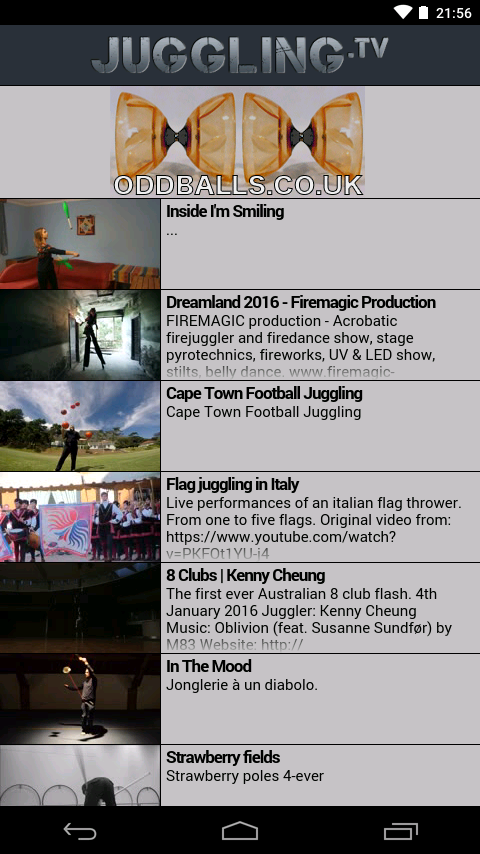 21:56
JUGGLING.TV
ODDBALLS.CO.UK
Inside I'm Smiling
...
Dreamland 2016 - Firemagic Production
FIREMAGIC production - Acrobatic
firejuggler and firedance show, stage
pyrotechnics, fireworks, UV & LED show,
stilts, belly dance. www.firemagic-
Cape Town Football Juggling
Cape Town Football Juggling
Flag juggling in Italy
Live performances of an italian flag thrower.
From one to five flags. Original video from:
https://www.youtube.com/watch?
v=PKFOt1YU-j4
8 Clubs | Kenny Cheung
The first ever Australian 8 club flash. 4th
January 2016 Juggler: Kenny Cheung
Music: Oblivion (feat. Susanne Sundfør) by
M83 Website: http://
In The Mood
Jonglerie à un diabolo.
Strawberry fields
Strawberry poles 4-ever